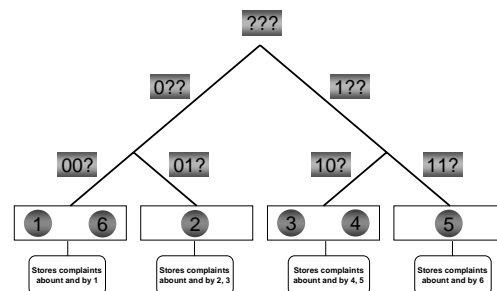 ???
0?? 1??
00? 01? 10? 11?
1 6 2 3 4 5
Stores complaints
abount and by 1
Stores complaints
abount and by 2, 3
Stores complaints
abount and by 4, 5
Stores complaints
abount and by 6